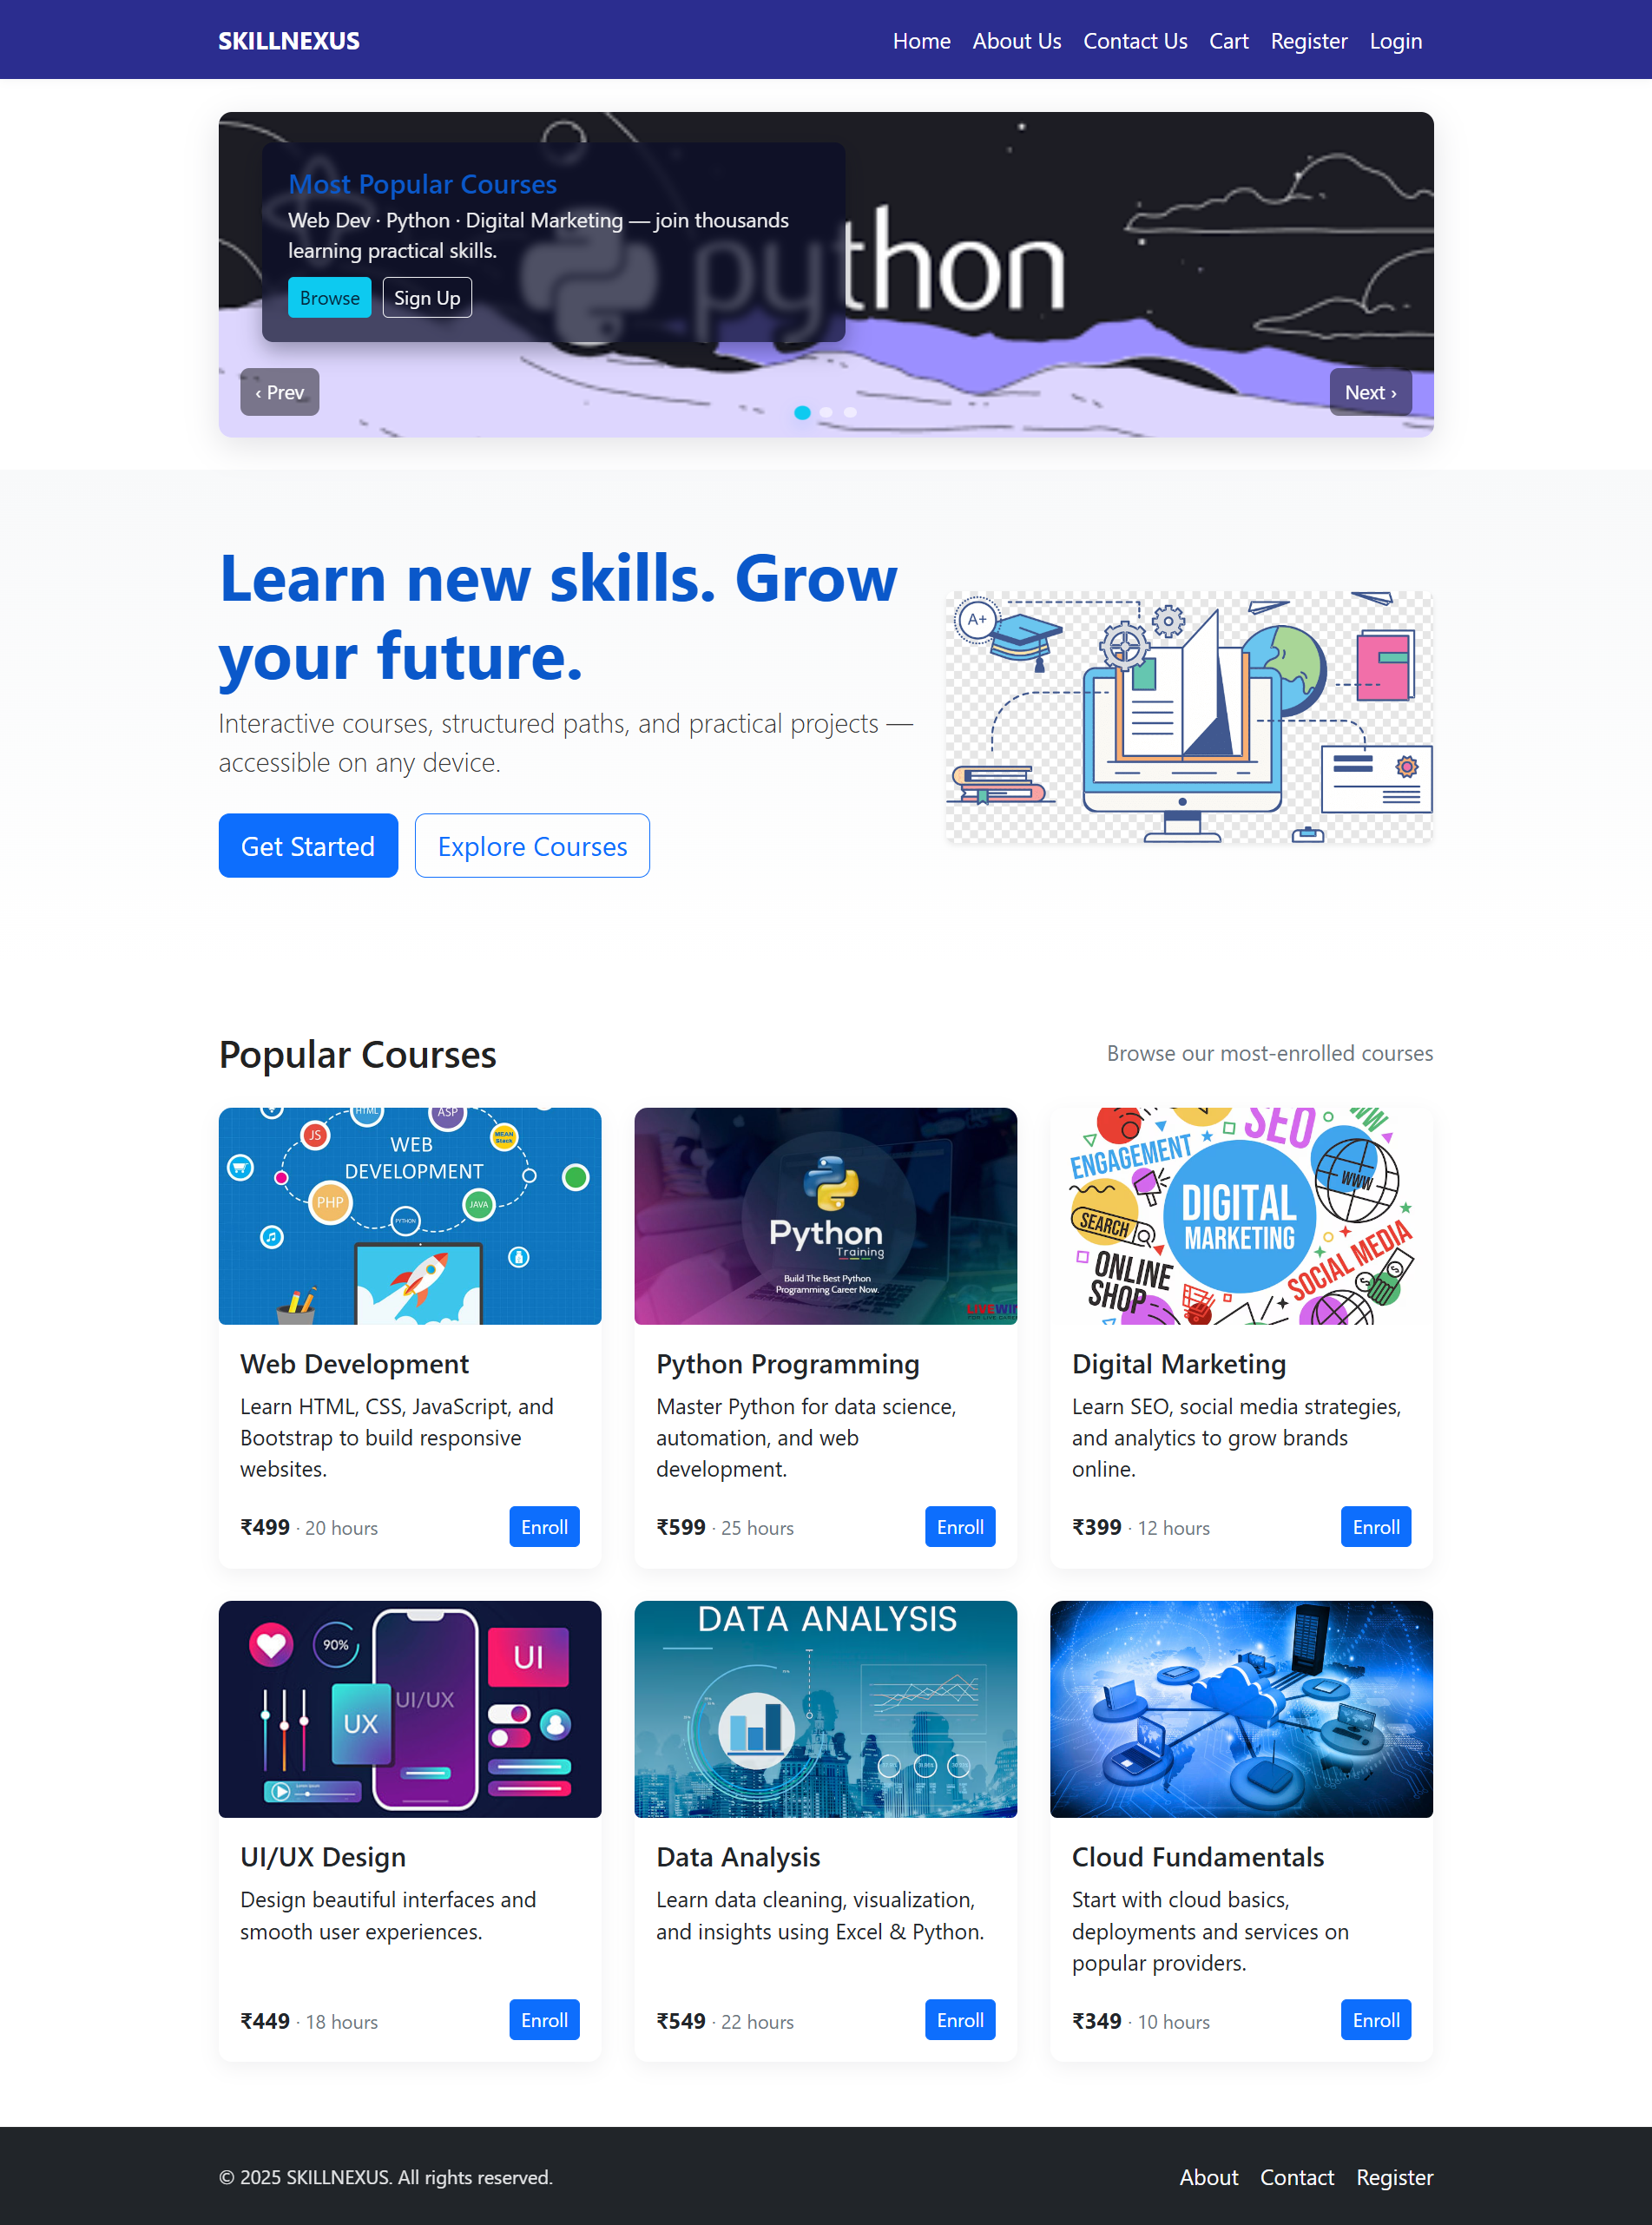 SKILLNEXUS
Home About Us Contact Us Cart Register Login
Most Popular Courses
Web Dev · Python · Digital Marketing — join thousands
learning practical skills.
Browse Sign Up
python
‹ Prev
Next ›
Learn new skills. Grow
your future.
Interactive courses, structured paths, and practical projects —
accessible on any device.
Get Started Explore Courses
A+
Popular Courses
Browse our most-enrolled courses
HTML
ASP
JS
MEAN
Stack
WEB
DEVELOPMENT
PHP
JAVA
PYTHON
Python
Training
Build The Best Python
Programming Career Now.
SEO
ENGAGEMENT
WWW
DIGITAL
MARKETING
SEARCH
ONLINE
SHOP
SOCIAL MEDIA
Web Development
Learn HTML, CSS, JavaScript, and
Bootstrap to build responsive
websites.
₹499 · 20 hours
Enroll
Python Programming
Master Python for data science,
automation, and web
development.
₹599 · 25 hours
Enroll
Digital Marketing
Learn SEO, social media strategies,
and analytics to grow brands
online.
₹399 · 12 hours
Enroll
90%
UI
UI/UX
UX
DATA ANALYSIS
UI/UX Design
Design beautiful interfaces and
smooth user experiences.
₹449 · 18 hours
Enroll
Data Analysis
Learn data cleaning, visualization,
and insights using Excel & Python.
₹549 · 22 hours
Enroll
Cloud Fundamentals
Start with cloud basics,
deployments and services on
popular providers.
₹349 · 10 hours
Enroll
© 2025 SKILLNEXUS. All rights reserved.
About Contact Register